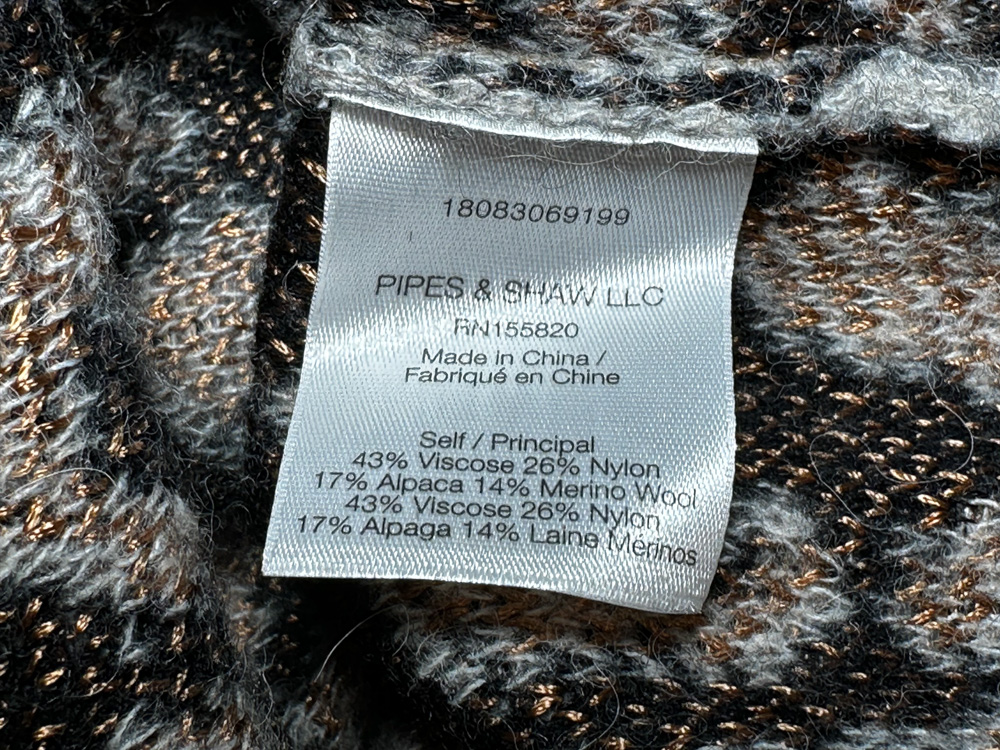 18083069199
PIPES & SHAW LLC
RN155820
Made in China /
Fabriqué en Chine
Self / Principal
43% Viscose 26% Nylon
17% Alpaca 14% Merino Wool
43% Viscose 26% Nylon
17% Alpaga 14% Laine Mérinos